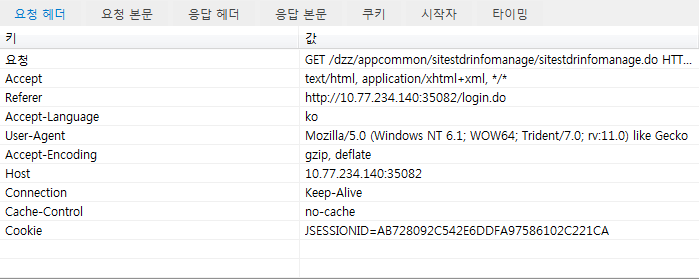 요청 헤더 요청 본문 응답 헤더 응답 본문 쿠키 시작자 타이밍
키 값
요청 GET /dzz/appcommon/sitestdrinfomanage/sitestdrinfomanage.do HTT...
Accept text/html, application/xhtml+xml, */*
Referer http://10.77.234.140:35082/login.do
Accept-Language ko
User-Agent Mozilla/5.0 (Windows NT 6.1; WOW64; Trident/7.0; rv:11.0) like Gecko
Accept-Encoding gzip, deflate
Host 10.77.234.140:35082
Connection Keep-Alive
Cache-Control no-cache
Cookie JSESSIONID=AB728092C542E6DDFA97586102C221CA